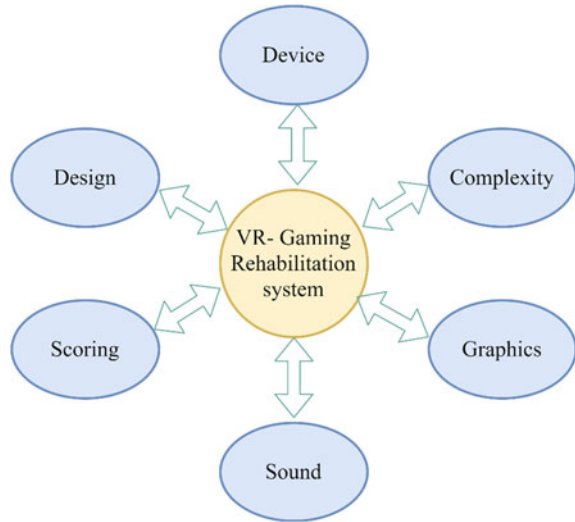 Device
Design
Complexity
VR- Gaming
Rehabilitation
system
Scoring
Graphics
Sound